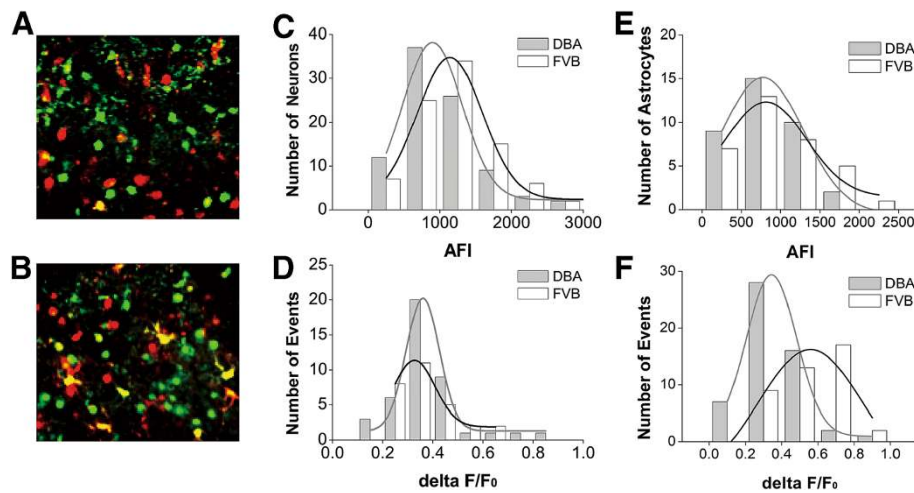 A
B
C
Number of Neurons
40
30
20
10
0
DBA
FVB
0 1000 2000 3000
AFI
D
Number of Events
25
20
15
10
5
0
DBA
FVB
0.0 0.2 0.4 0.6 0.8 1.0
delta F/F₀
E
Number of Astrocytes
20
15
10
5
0
DBA
FVB
0 500 1000 1500 2000 2500
AFI
F
Number of Events
30
20
10
0
DBA
FVB
0.0 0.2 0.4 0.6 0.8 1.0
delta F/F₀